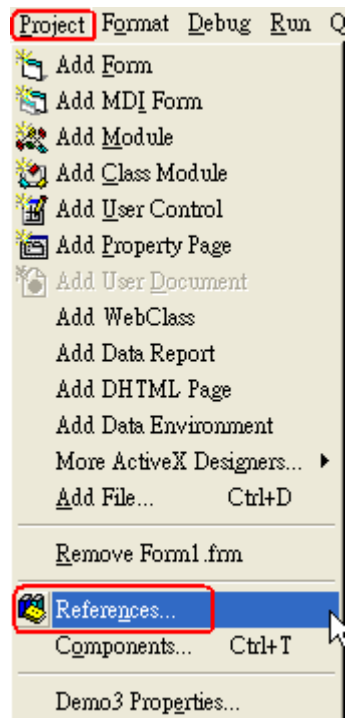 Project Format Debug Run Q
Add Form
Add MDI Form
Add Module
Add Class Module
Add User Control
Add Property Page
Add User Document
Add WebClass
Add Data Report
Add DHTML Page
Add Data Environment
More ActiveX Designers...
Add File... Ctrl+D
Remove Form1.frm
References...
Components... Ctrl+T
Demo3 Properties...